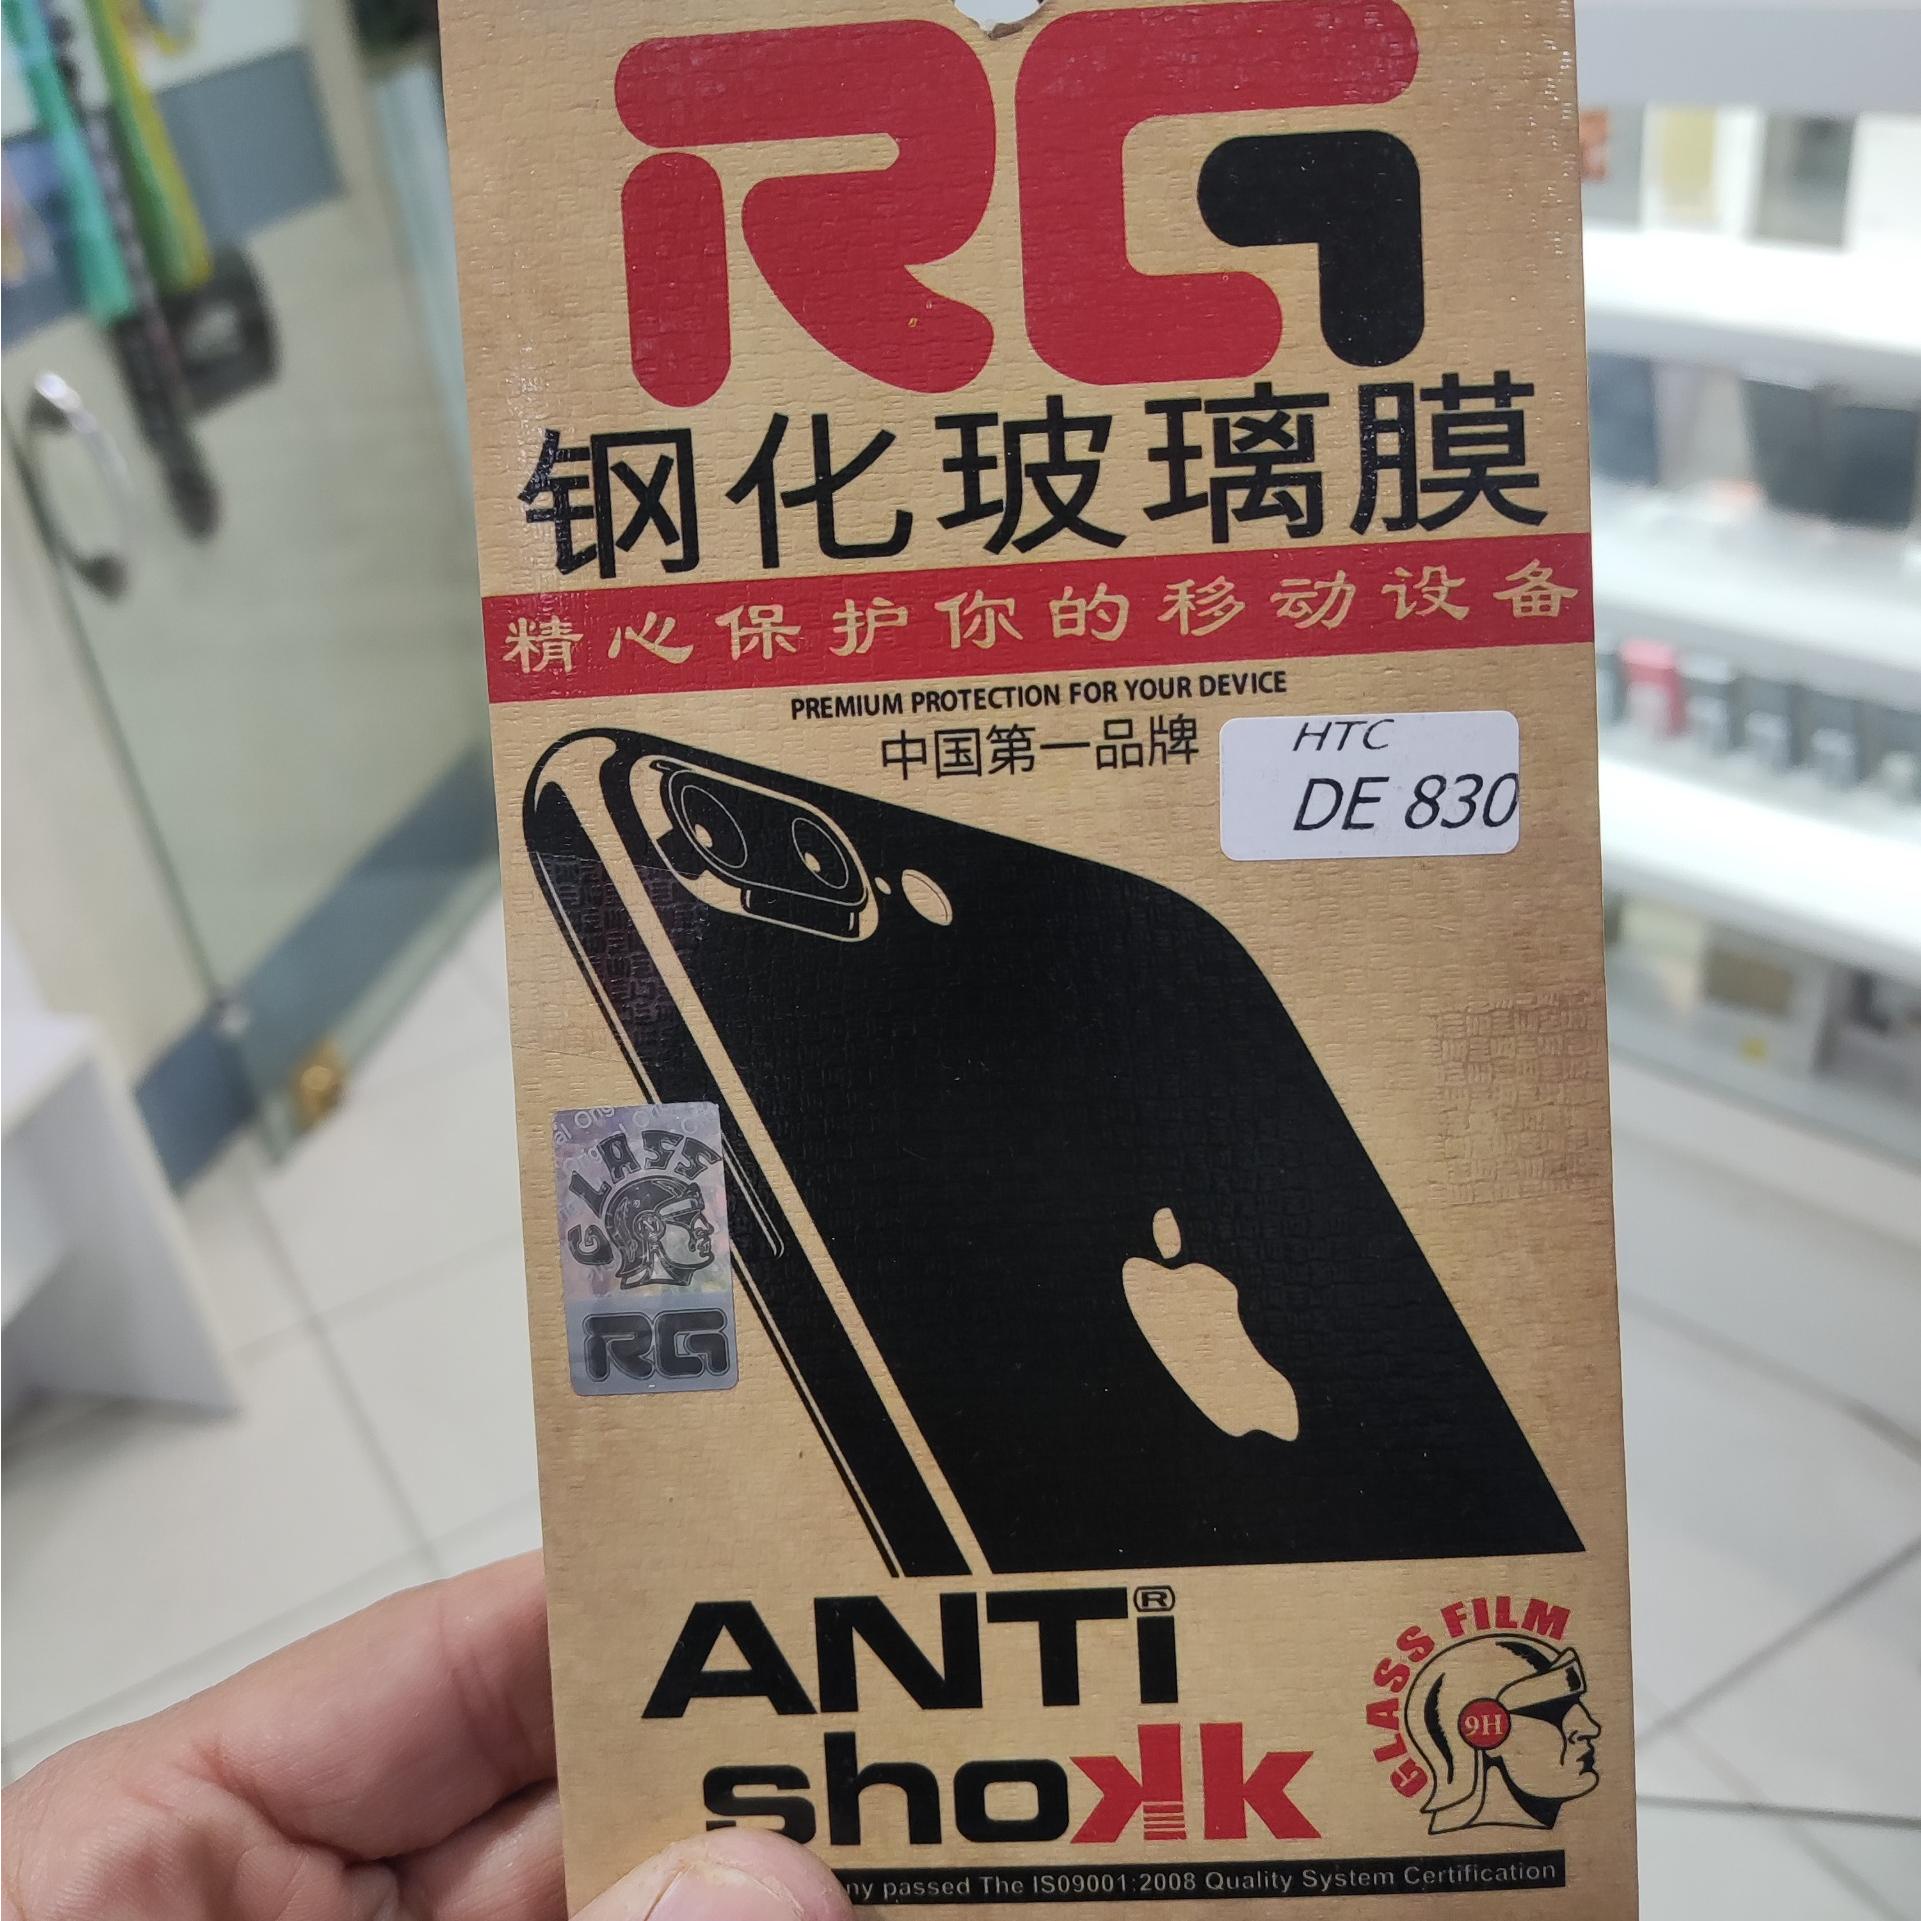 RG
钢化玻璃膜
精心保护你的移动设备
PREMIUM PROTECTION FOR YOUR DEVICE
中国第一品牌
HTC
DE 830
GLASS
RG
ANTi®
shokk
GLASS FILM
9H
ny passed The IS09001:2008 Quality System Certification